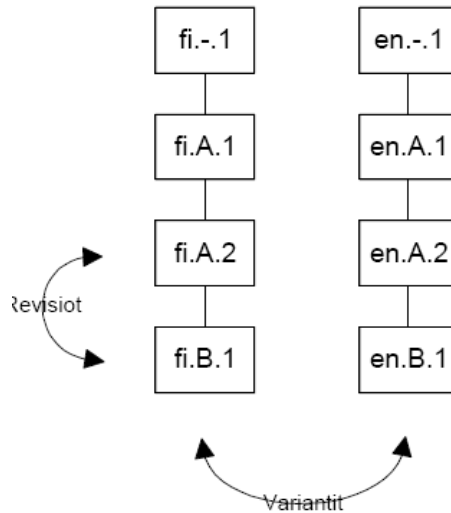 fi.-.1 en.-.1
fi.A.1 en.A.1
fi.A.2 en.A.2
Revisiot
fi.B.1 en.B.1
Variantit